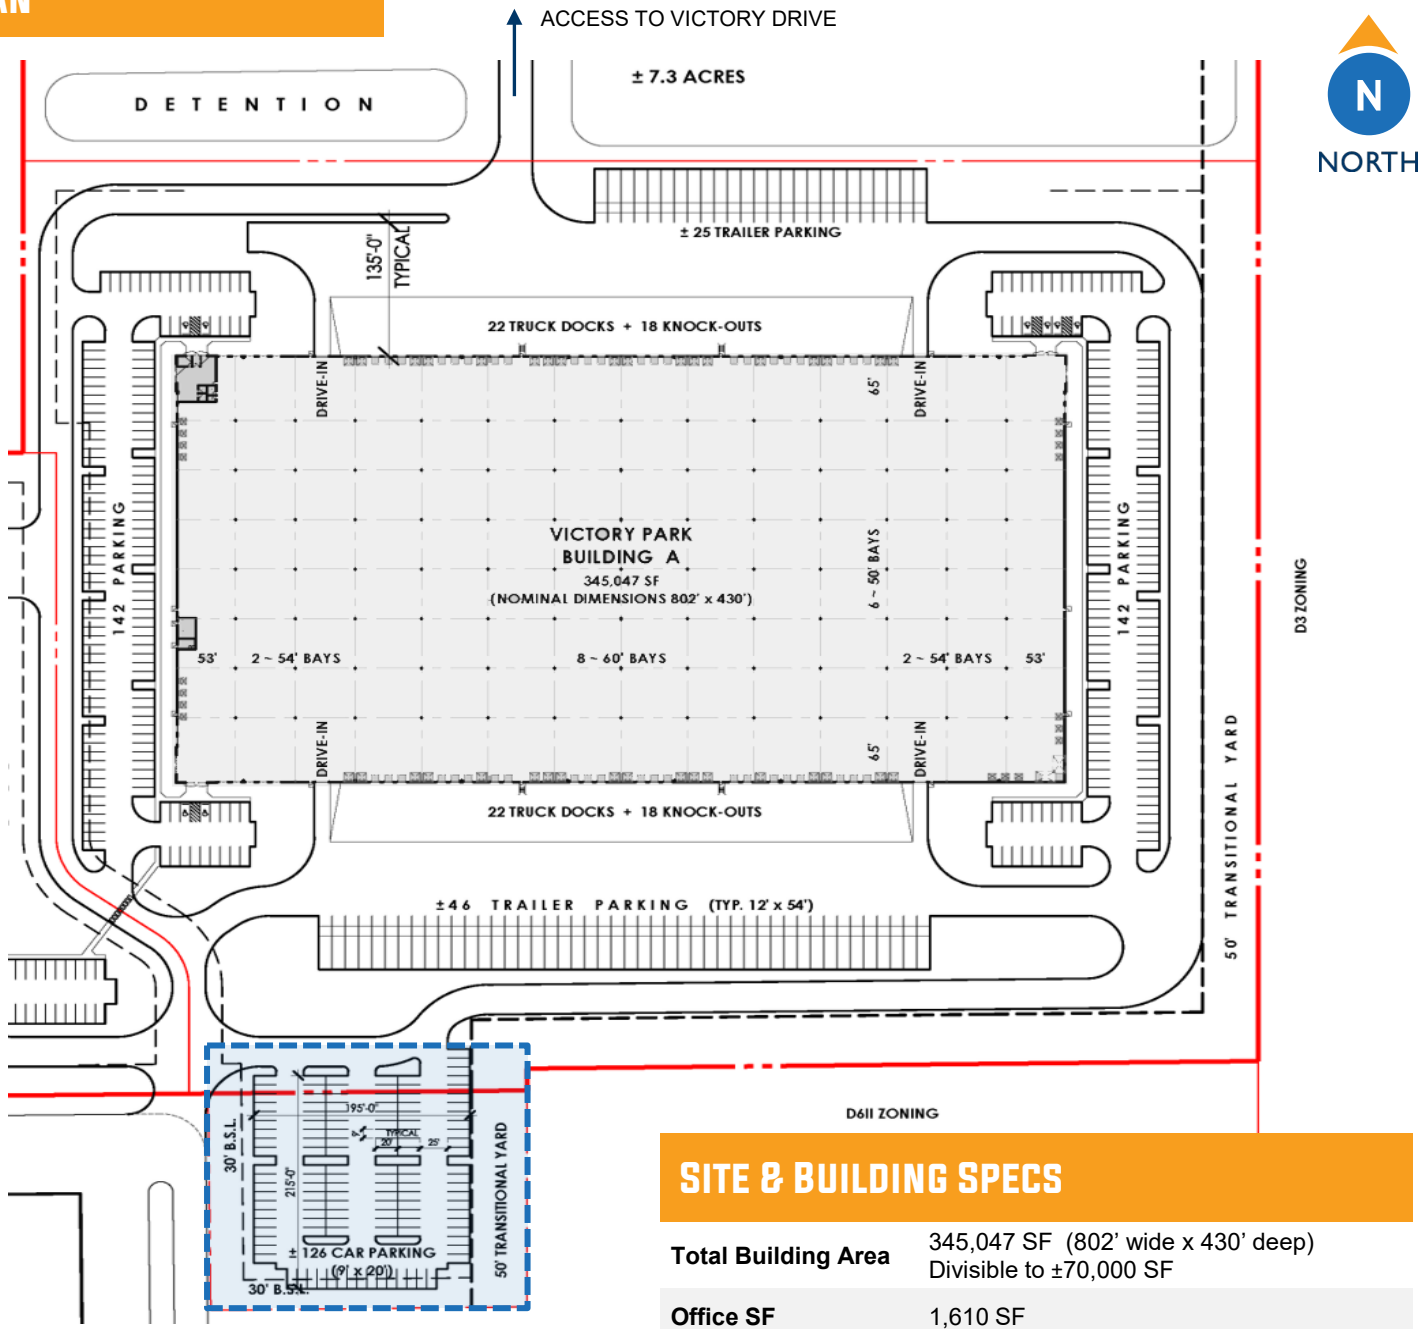 ACCESS TO VICTORY DRIVE
± 7.3 ACRES
N
NORTH
DETENTION
± 25 TRAILER PARKING
135'-0"
TYPICAL
22 TRUCK DOCKS + 18 KNOCK-OUTS
DRIVE-IN
65'
DRIVE-IN
142 PARKING
VICTORY PARK
BUILDING A
345,047 SF
(NOMINAL DIMENSIONS 802' x 430')
6 ~ 50' BAYS
142 PARKING
D3 ZONING
53'
2 ~ 54' BAYS
8 ~ 60' BAYS
2 ~ 54' BAYS
53'
DRIVE-IN
65'
DRIVE-IN
22 TRUCK DOCKS + 18 KNOCK-OUTS
50' TRANSITIONAL YARD
±46 TRAILER PARKING (TYP. 12' x 54')
D6II ZONING
195'-0"
TYPICAL
20'
25'
30' B.S.L.
215'-0"
50' TRANSITIONAL YARD
± 126 CAR PARKING
(9' x 20')
30' B.S.L.
SITE & BUILDING SPECS
Total Building Area
345,047 SF (802’ wide x 430’ deep)
Divisible to ±70,000 SF
Office SF
1,610 SF